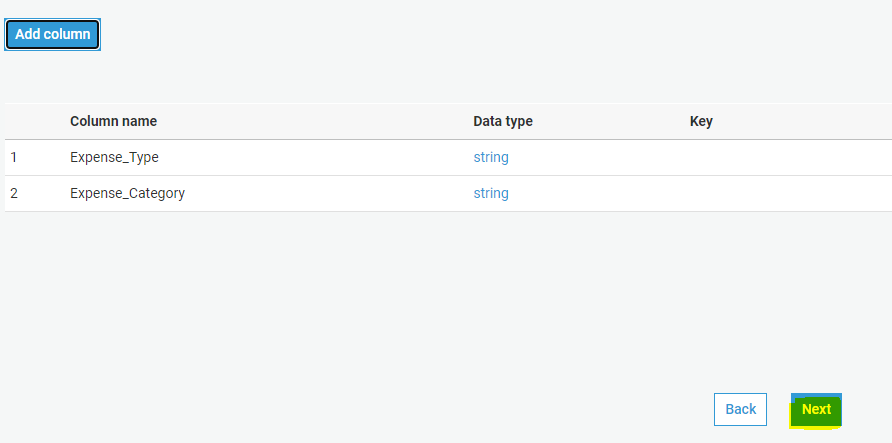 Add column
Column name Data type Key
1 Expense_Type string
2 Expense_Category string
Back Next